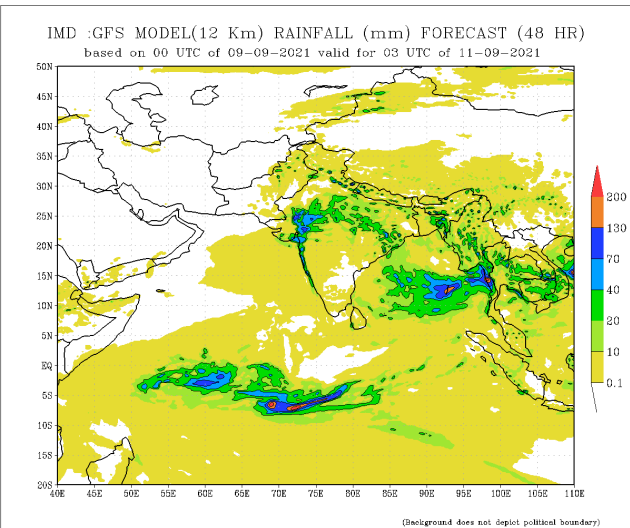 IMD :GFS MODEL(12 Km) RAINFALL (mm) FORECAST (48 HR)
based on 00 UTC of 09-09-2021 valid for 03 UTC of 11-09-2021
50N
45N
40N
35N
30N
25N
20N
15N
10N
5N
EQ
5S
10S
15S
20S
40E 45E 50E 55E 60E 65E 70E 75E 80E 85E 90E 95E 100E 105E 110E
200
130
70
40
20
10
0.1
(Background does not depict political boundary)